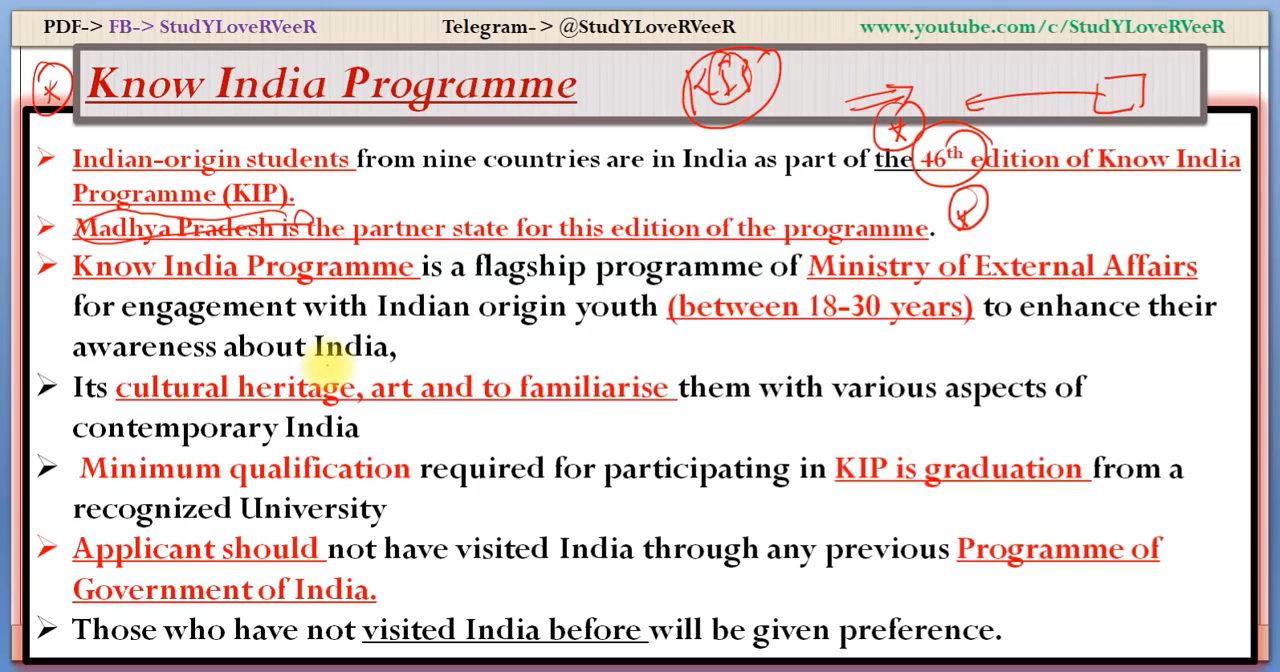 PDF-> FB-> StudYLoveRVeeR Telegram- > @StudYLoveRVeeR www.youtube.com/c/StudYLoveRVeeR
Know India Programme KIP
➢ Indian-origin students from nine countries are in India as part of the 46th edition of Know India
Programme (KIP).
➢ Madhya Pradesh is the partner state for this edition of the programme.
➢ Know India Programme is a flagship programme of Ministry of External Affairs
for engagement with Indian origin youth (between 18-30 years) to enhance their
awareness about India,
➢ Its cultural heritage, art and to familiarise them with various aspects of
contemporary India
➢ Minimum qualification required for participating in KIP is graduation from a
recognized University
➢ Applicant should not have visited India through any previous Programme of
Government of India.
➢ Those who have not visited India before will be given preference.